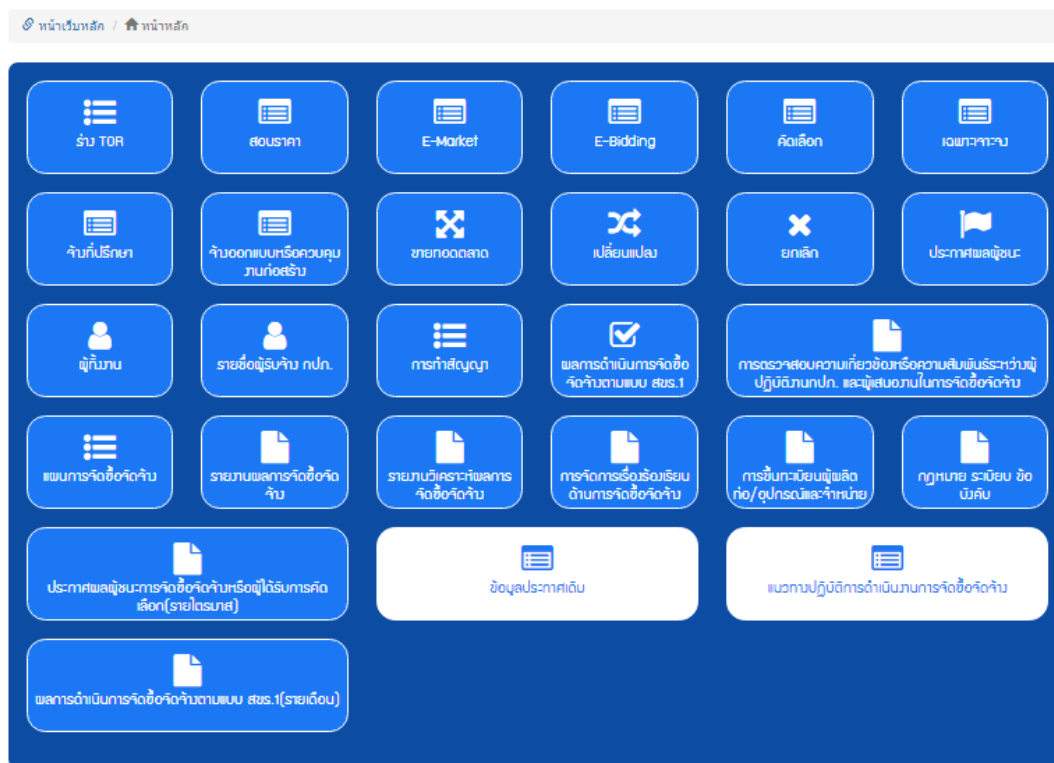 หน้าเว็บหลัก / หน้าหลัก
ร่าง TOR
สอบราคา
E-Market
E-Bidding
คัดเลือก
เฉพาะเจาะจง
จ้างที่ปรึกษา
จ้างออกแบบหรือควบคุม
งานก่อสร้าง
ขายทอดตลาด
เปลี่ยนแปลง
ยกเลิก
ประกาศผลผู้ชนะ
ผู้ทิ้งงาน
รายชื่อผู้รับจ้าง กปภ.
การทำสัญญา
ผลการดำเนินการจัดซื้อ
จัดจ้างตามแบบ สขร.1
การตรวจสอบความเกี่ยวข้องหรือความสัมพันธ์ระหว่างผู้
ปฏิบัติงานกปภ. และผู้เสนองานในการจัดซื้อจัดจ้าง
แผนการจัดซื้อจัดจ้าง
รายงานผลการจัดซื้อจัด
จ้าง
รายงานวิเคราะห์ผลการ
จัดซื้อจัดจ้าง
การจัดการเรื่องร้องเรียน
ด้านการจัดซื้อจัดจ้าง
การขึ้นทะเบียนผู้ผลิต
ท่อ/อุปกรณ์และจำหน่าย
กฎหมาย ระเบียบ ข้อ
บังคับ
ประกาศผลผู้ชนะการจัดซื้อจัดจ้างหรือผู้ได้รับการคัด
เลือก(รายไตรมาส)
ข้อมูลประกาศเดิม
แนวทางปฏิบัติการดำเนินงานการจัดซื้อจัดจ้าง
ผลการดำเนินการจัดซื้อจัดจ้างตามแบบ สขร.1(รายเดือน)